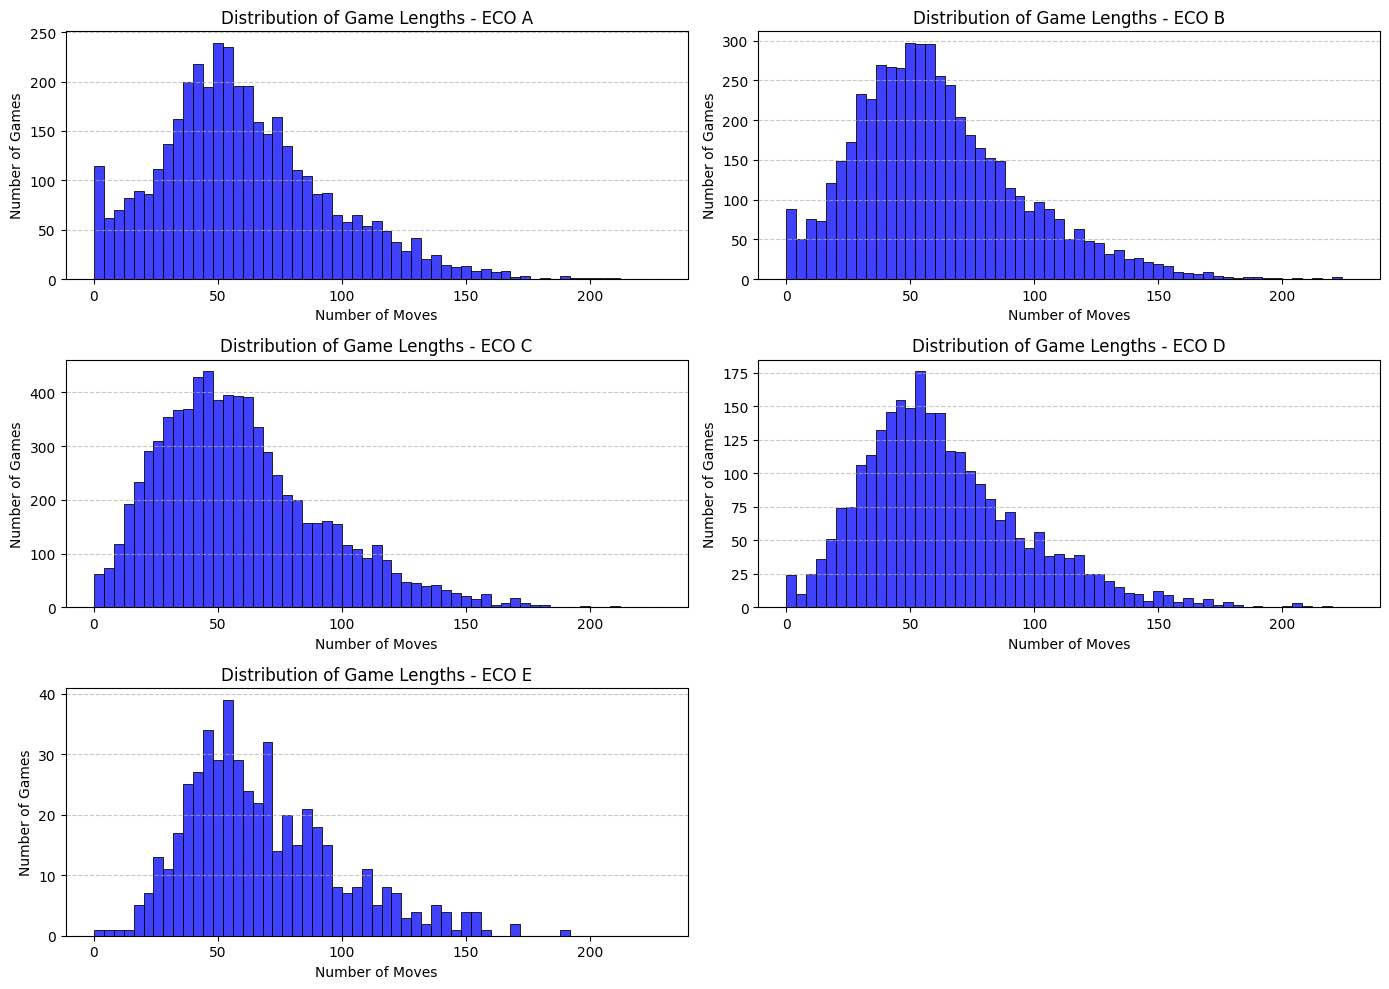 Distribution of Game Lengths - ECO A
250
200
150
100
50
0
Number of Games
0 50 100 150 200
Number of Moves
Distribution of Game Lengths - ECO B
300
250
200
150
100
50
0
Number of Games
0 50 100 150 200
Number of Moves
Distribution of Game Lengths - ECO C
400
300
200
100
0
Number of Games
0 50 100 150 200
Number of Moves
Distribution of Game Lengths - ECO D
175
150
125
100
75
50
25
0
Number of Games
0 50 100 150 200
Number of Moves
Distribution of Game Lengths - ECO E
40
30
20
10
0
Number of Games
0 50 100 150 200
Number of Moves